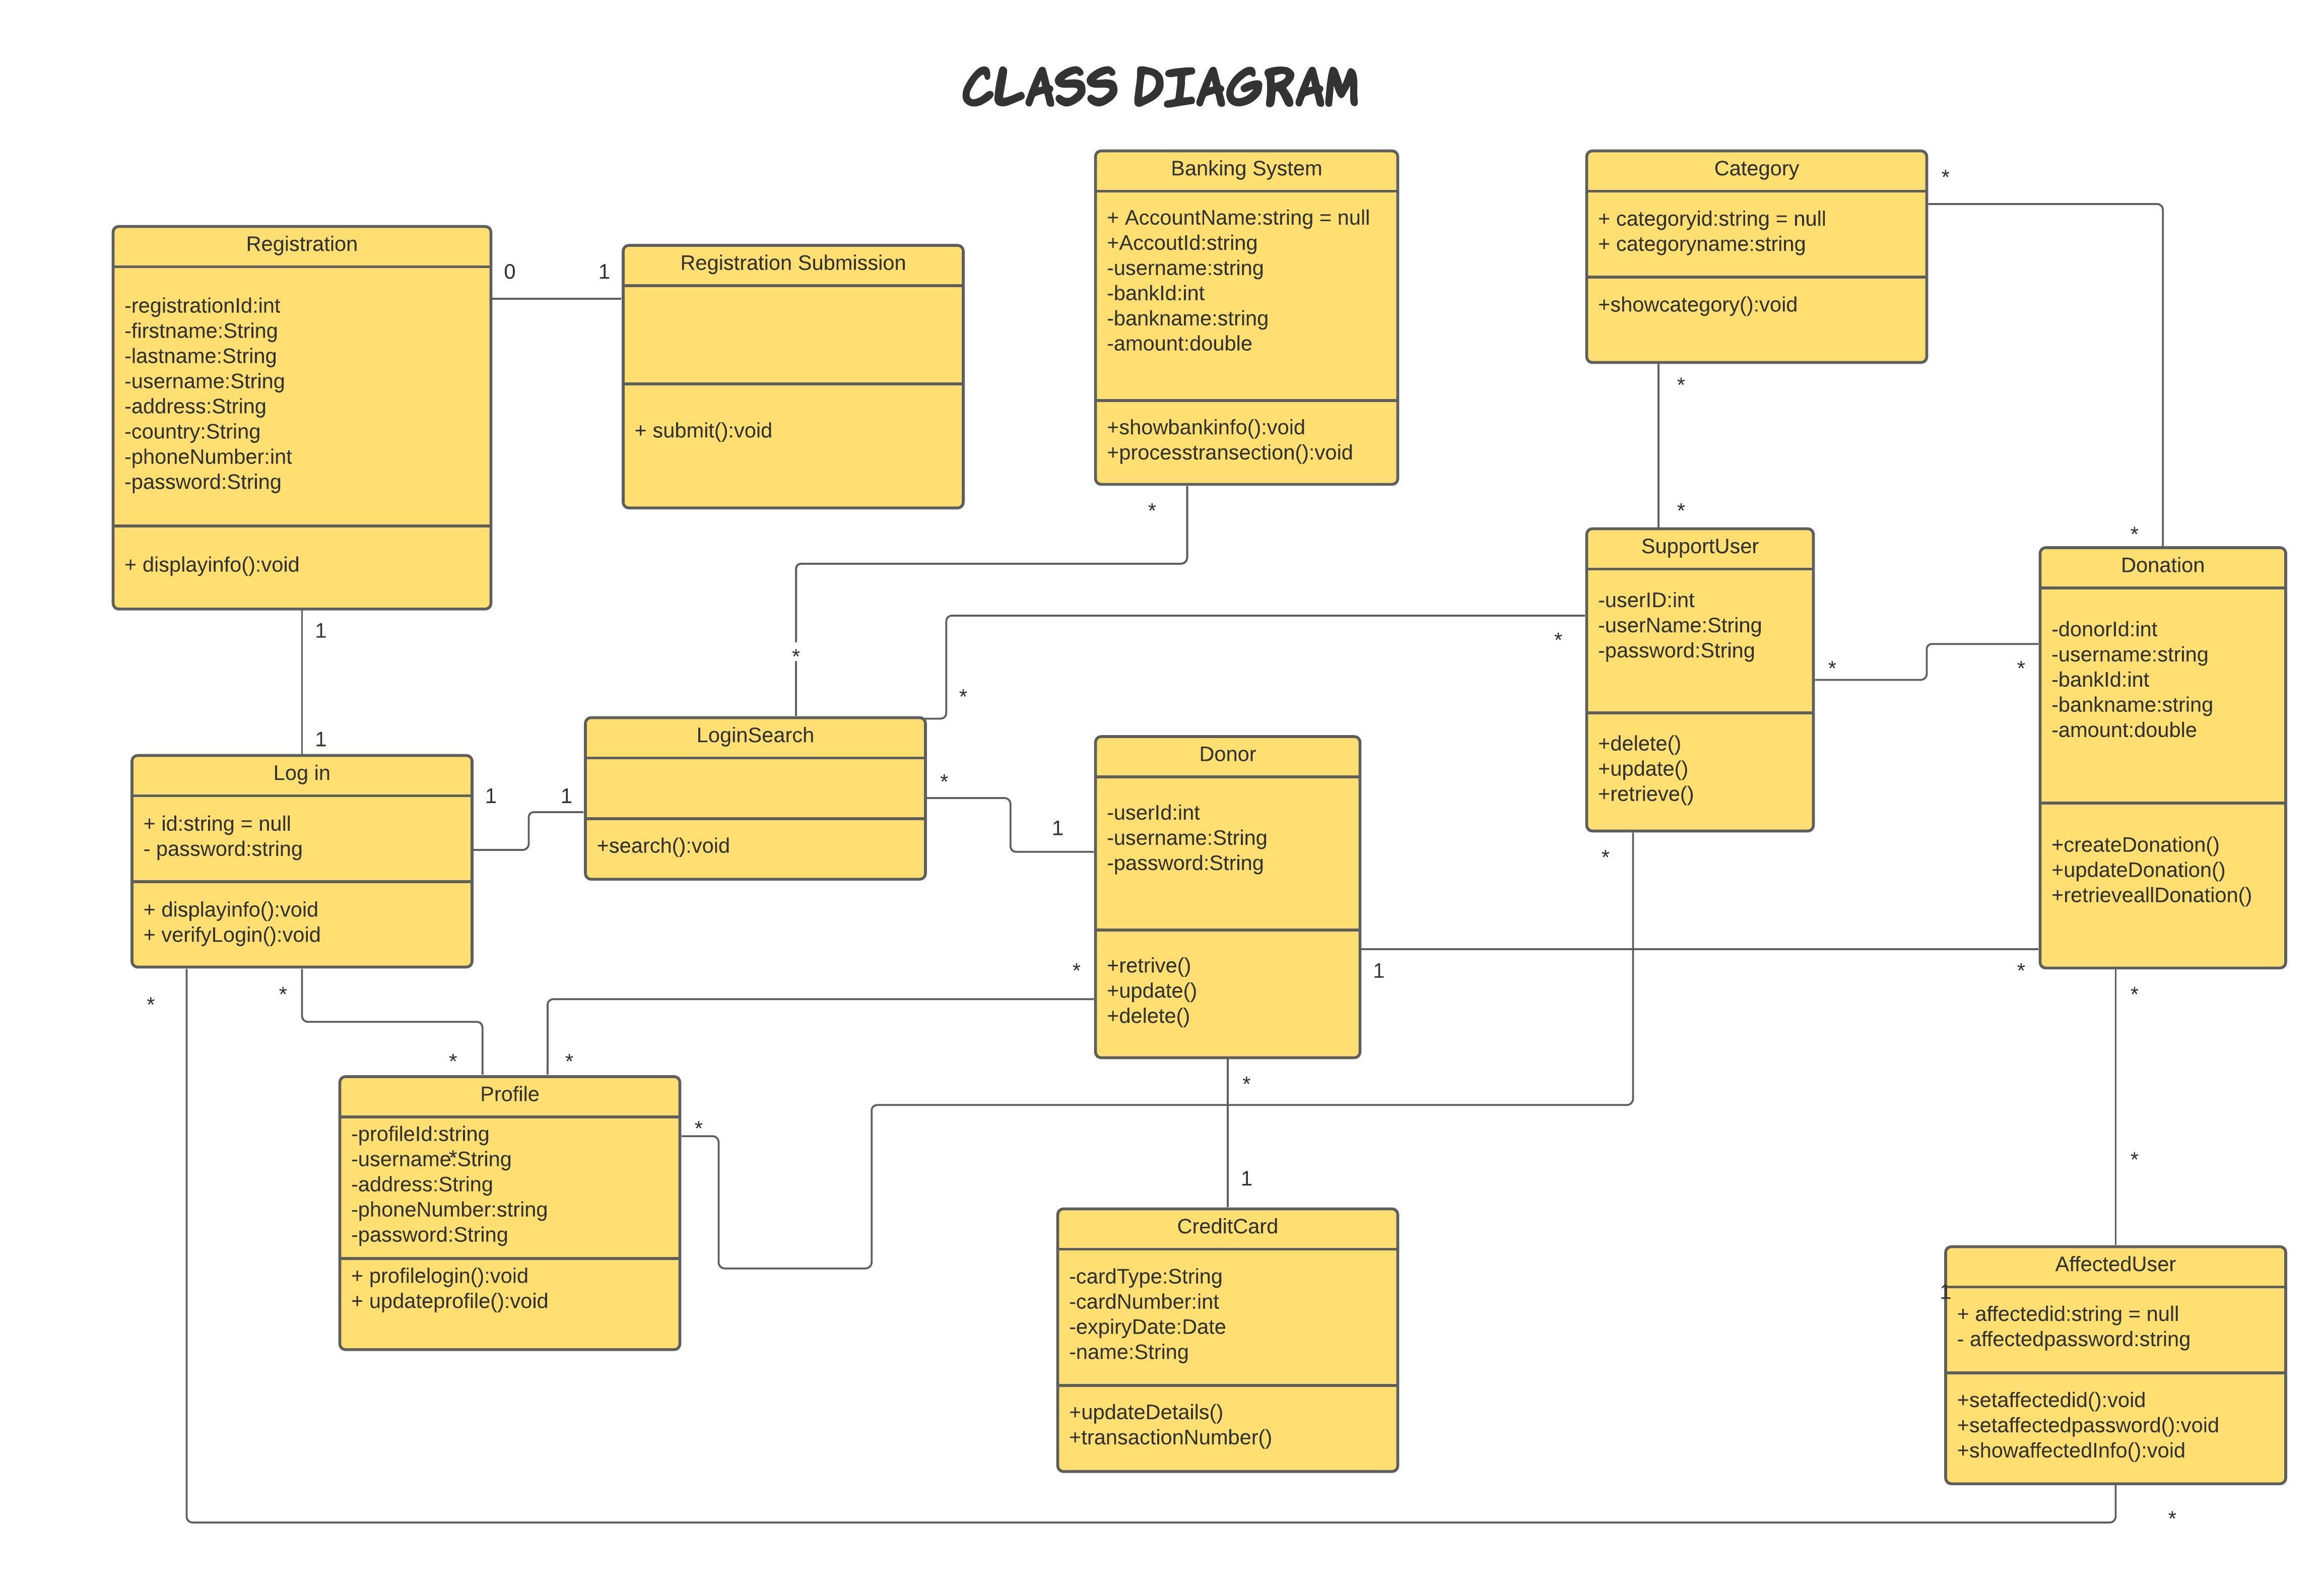 CLASS DIAGRAM
Registration
-registrationId:int
-firstname:String
-lastname:String
-username:String
-address:String
-country:String
-phoneNumber:int
-password:String
+ displayinfo():void
0
1
Registration Submission
+ submit():void
Banking System
+ AccountName:string = null
+AccoutId:string
-username:string
-bankId:int
-bankname:string
-amount:double
+showbankinfo():void
+processtransection():void
*
*
Category
+ categoryid:string = null
+ categoryname:string
+showcategory():void
*
*
*
*
SupportUser
-userID:int
-userName:String
-password:String
+delete()
+update()
+retrieve()
*
*
*
*
*
Donation
-donorId:int
-username:string
-bankId:int
-bankname:string
-amount:double
+createDonation()
+updateDonation()
+retrieveallDonation()
1
1
Log in
+ id:string = null
- password:string
+ displayinfo():void
+ verifyLogin():void
1
1
LoginSearch
+search():void
*
1
Donor
-userId:int
-username:String
-password:String
+retrive()
+update()
+delete()
*
1
*
*
*
*
*
*
Profile
-profileId:string
-username:String
*
-address:String
-phoneNumber:string
-password:String
+ profilelogin():void
+ updateprofile():void
*
*
1
CreditCard
-cardType:String
-cardNumber:int
-expiryDate:Date
-name:String
+updateDetails()
+transactionNumber()
*
*
AffectedUser
1
+ affectedid:string = null
- affectedpassword:string
+setaffectedid():void
+setaffectedpassword():void
+showaffectedInfo():void
*